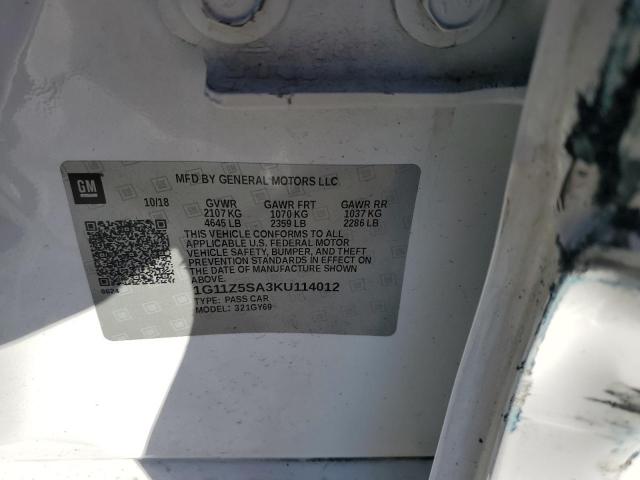 GM
MFD BY GENERAL MOTORS LLC
10/18 GVWR GAWR FRT GAWR RR
2107 KG 1070 KG 1037 KG
4645 LB 2359 LB 2286 LB
THIS VEHICLE CONFORMS TO ALL
APPLICABLE U.S. FEDERAL MOTOR
VEHICLE SAFETY, BUMPER, AND THEFT
PREVENTION STANDARDS IN EFFECT ON
THE DATE OF MANUFACTURE SHOWN
ABOVE.
0624 1G11Z5SA3KU114012
TYPE: PASS CAR
MODEL: 321GY69